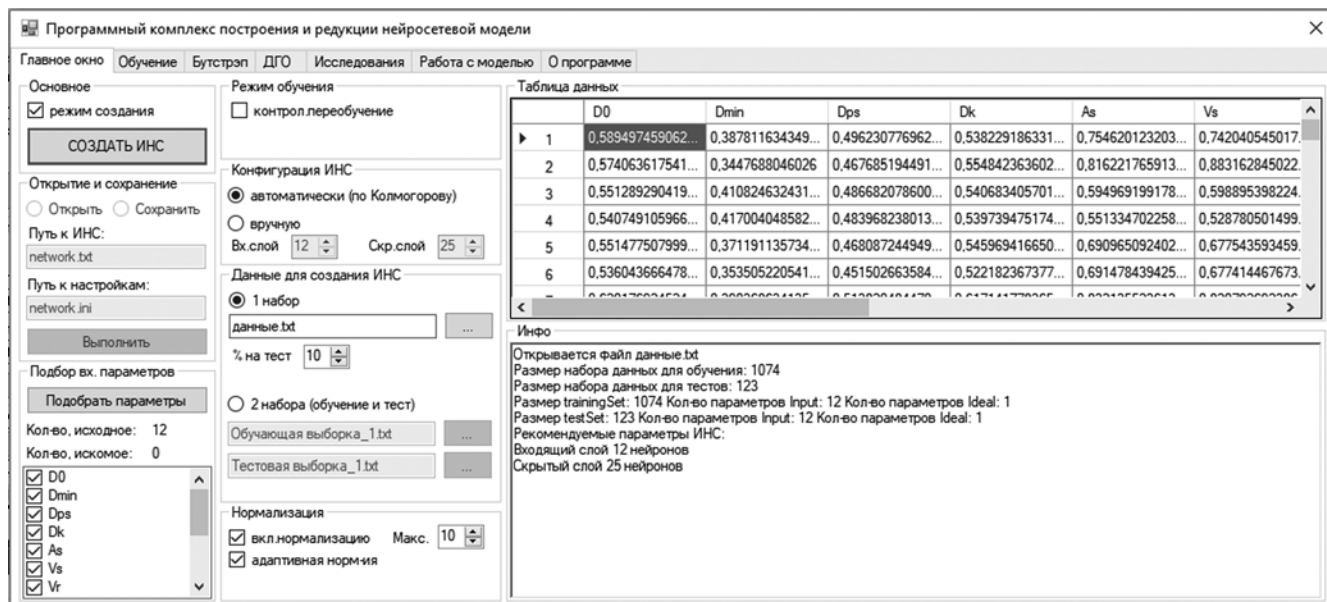 Программный комплекс построения и редукции нейросетевой модели
Главное окно Обучение Бутстрэп ДГО Исследования Работа с моделью О программе
Основное
режим создания
СОЗДАТЬ ИНС
Открытие и сохранение
Открыть Сохранить
Путь к ИНС:
network.txt
Путь к настройкам:
network.ini
Выполнить
Подбор вх. параметров
Подобрать параметры
Кол-во, исходное: 12
Кол-во, искомое: 0
D0
Dmin
Dps
Dk
As
Vs
Vr
Режим обучения
контрол.переобучение
Конфигурация ИНС
автоматически (по Колмогорову)
вручную
Вх.слой 12 Скр.слой 25
Данные для создания ИНС
1 набор
данные.txt ...
% на тест 10
2 набора (обучение и тест)
Обучающая выборка_1.txt ...
Тестовая выборка_1.txt ...
Нормализация
вкл.нормализацию Макс. 10
адаптивная норм-ия
Таблица данных
D0 Dmin Dps Dk As Vs
1 0,589497459062... 0,387811634349... 0,496230776962... 0,538229186331... 0,754620123203... 0,742040545017.
2 0,574063617541... 0,3447688046026 0,467685194491... 0,554842363602... 0,816221765913... 0,883162845022.
3 0,551289290419... 0,410824632431... 0,486682078600... 0,540683405701... 0,594969199178... 0,598895398224.
4 0,540749105966... 0,417004048582... 0,483968238013... 0,539739475174... 0,551334702258... 0,528780501499.
5 0,551477507999... 0,371191135734... 0,468087244949... 0,545969416650... 0,690965092402... 0,677543593459.
6 0,536043666478... 0,353505220541... 0,451502663584... 0,522182367377... 0,691478439425... 0,677414467673.
Инфо
Открывается файл данные.txt
Размер набора данных для обучения: 1074
Размер набора данных для тестов: 123
Размер trainingSet: 1074 Кол-во параметров Input: 12 Кол-во параметров Ideal: 1
Размер testSet: 123 Кол-во параметров Input: 12 Кол-во параметров Ideal: 1
Рекомендуемые параметры ИНС:
Входящий слой 12 нейронов
Скрытый слой 25 нейронов